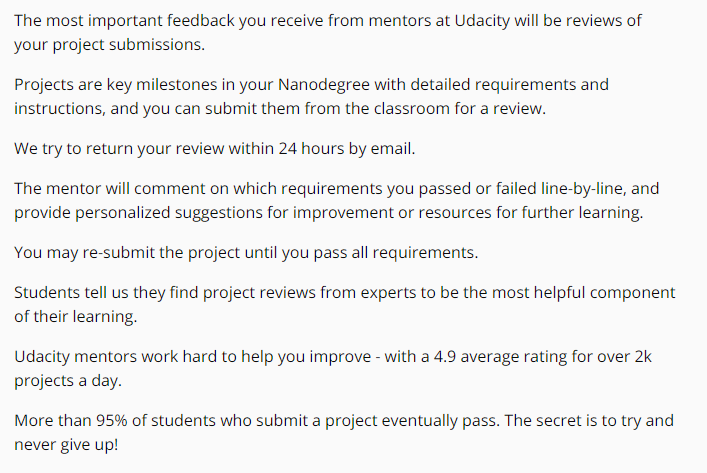 The most important feedback you receive from mentors at Udacity will be reviews of
your project submissions.
Projects are key milestones in your Nanodegree with detailed requirements and
instructions, and you can submit them from the classroom for a review.
We try to return your review within 24 hours by email.
The mentor will comment on which requirements you passed or failed line-by-line, and
provide personalized suggestions for improvement or resources for further learning.
You may re-submit the project until you pass all requirements.
Students tell us they find project reviews from experts to be the most helpful component
of their learning.
Udacity mentors work hard to help you improve - with a 4.9 average rating for over 2k
projects a day.
More than 95% of students who submit a project eventually pass. The secret is to try and
never give up!